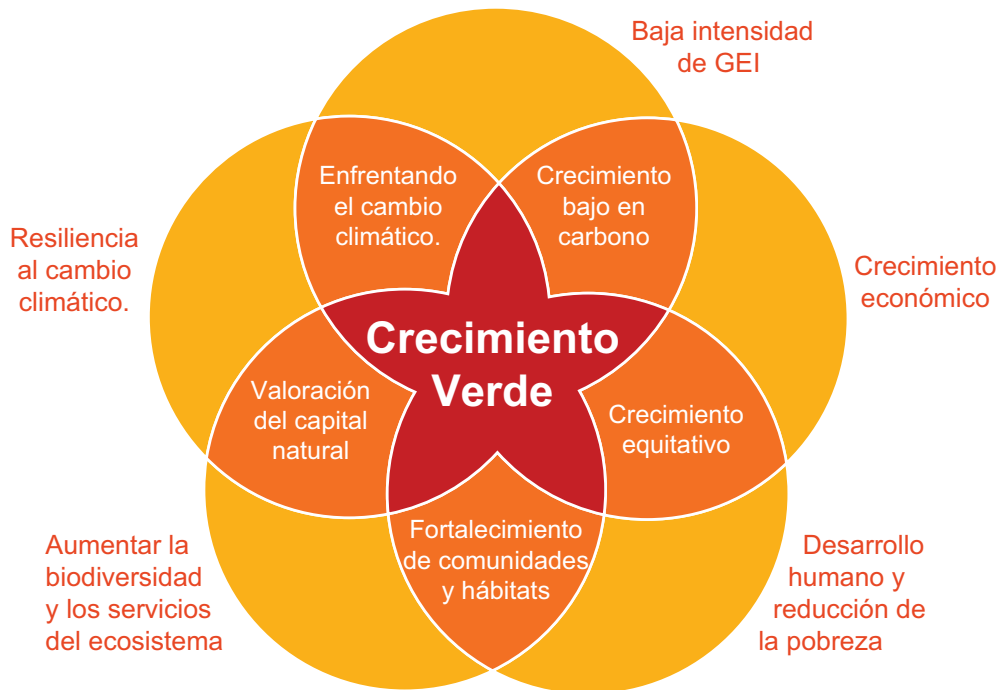 Baja intensidad
de GEI
Enfrentando
el cambio
climático.
Crecimiento
bajo en
carbono
Resiliencia
al cambio
climático.
Crecimiento
económico
Crecimiento
Verde
Valoración
del capital
natural
Crecimiento
equitativo
Fortalecimiento
de comunidades
y hábitats
Aumentar la
biodiversidad
y los servicios
del ecosistema
Desarrollo
humano y
reducción de
la pobreza